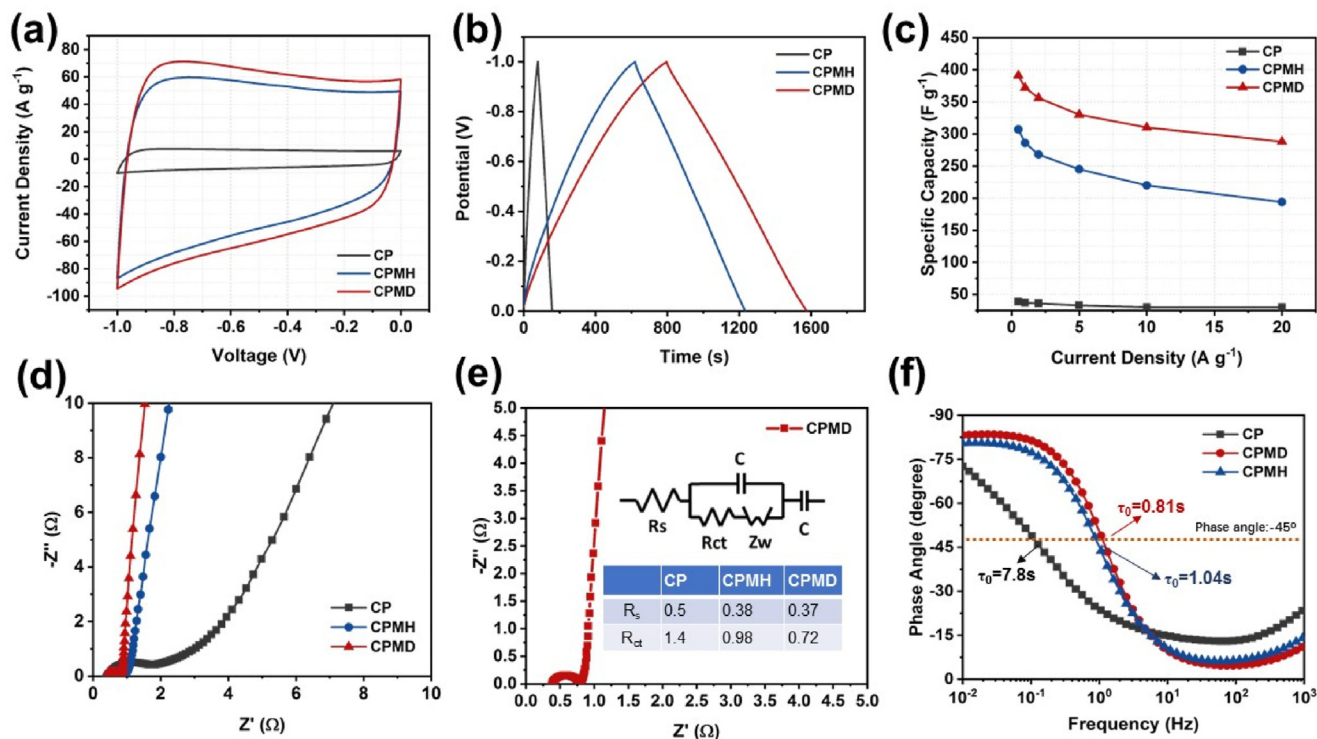 (a)
Current Density (A g⁻¹)
80
60
40
20
0
-20
-40
-60
-80
-100
CP
CPMH
CPMD
-1.0 -0.8 -0.6 -0.4 -0.2 0.0
Voltage (V)
(b)
Potential (V)
-1.0
-0.8
-0.6
-0.4
-0.2
0.0
CP
CPMH
CPMD
0 400 800 1200 1600
Time (s)
(c)
Specific Capacity (F g⁻¹)
450
400
350
300
250
200
150
100
50
CP
CPMH
CPMD
0 5 10 15 20
Current Density (A g⁻¹)
(d)
-Z'' (Ω)
10
8
6
4
2
0
CP
CPMH
CPMD
0 2 4 6 8 10
Z' (Ω)
(e)
-Z'' (Ω)
5.0
4.5
4.0
3.5
3.0
2.5
2.0
1.5
1.0
0.5
0.0
CPMD
C
Rs
Rct Zw
C
CP CPMH CPMD
Rs 0.5 0.38 0.37
Rct 1.4 0.98 0.72
0.0 0.5 1.0 1.5 2.0 2.5 3.0 3.5 4.0 4.5 5.0
Z' (Ω)
(f)
Phase Angle (degree)
-90
-75
-60
-45
-30
-15
0
CP
CPMD
CPMH
τ0=0.81s
Phase angle:-45º
τ0=7.8s
τ0=1.04s
10⁻² 10⁻¹ 10⁰ 10¹ 10² 10³
Frequency (Hz)